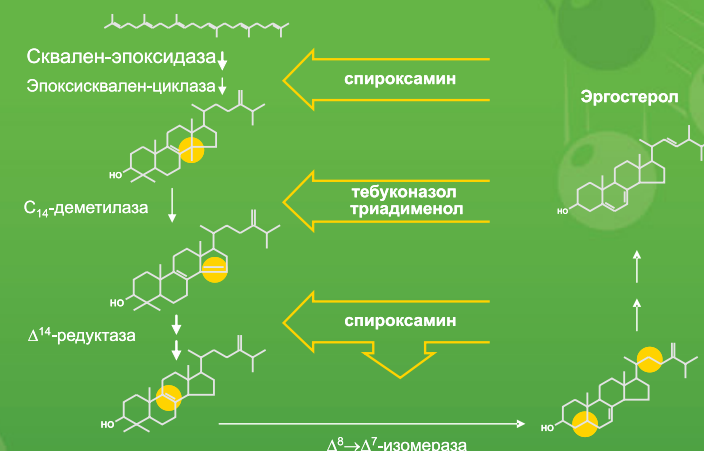 Сквален-эпоксидаза
Эпоксисквален-циклаза
спироксамин
Эргостерол
HO
C₁₄-деметилаза
тебуконазол
триадименол
HO
HO
Δ¹⁴-редуктаза
спироксамин
HO
HO
Δ⁸→Δ⁷-изомераза